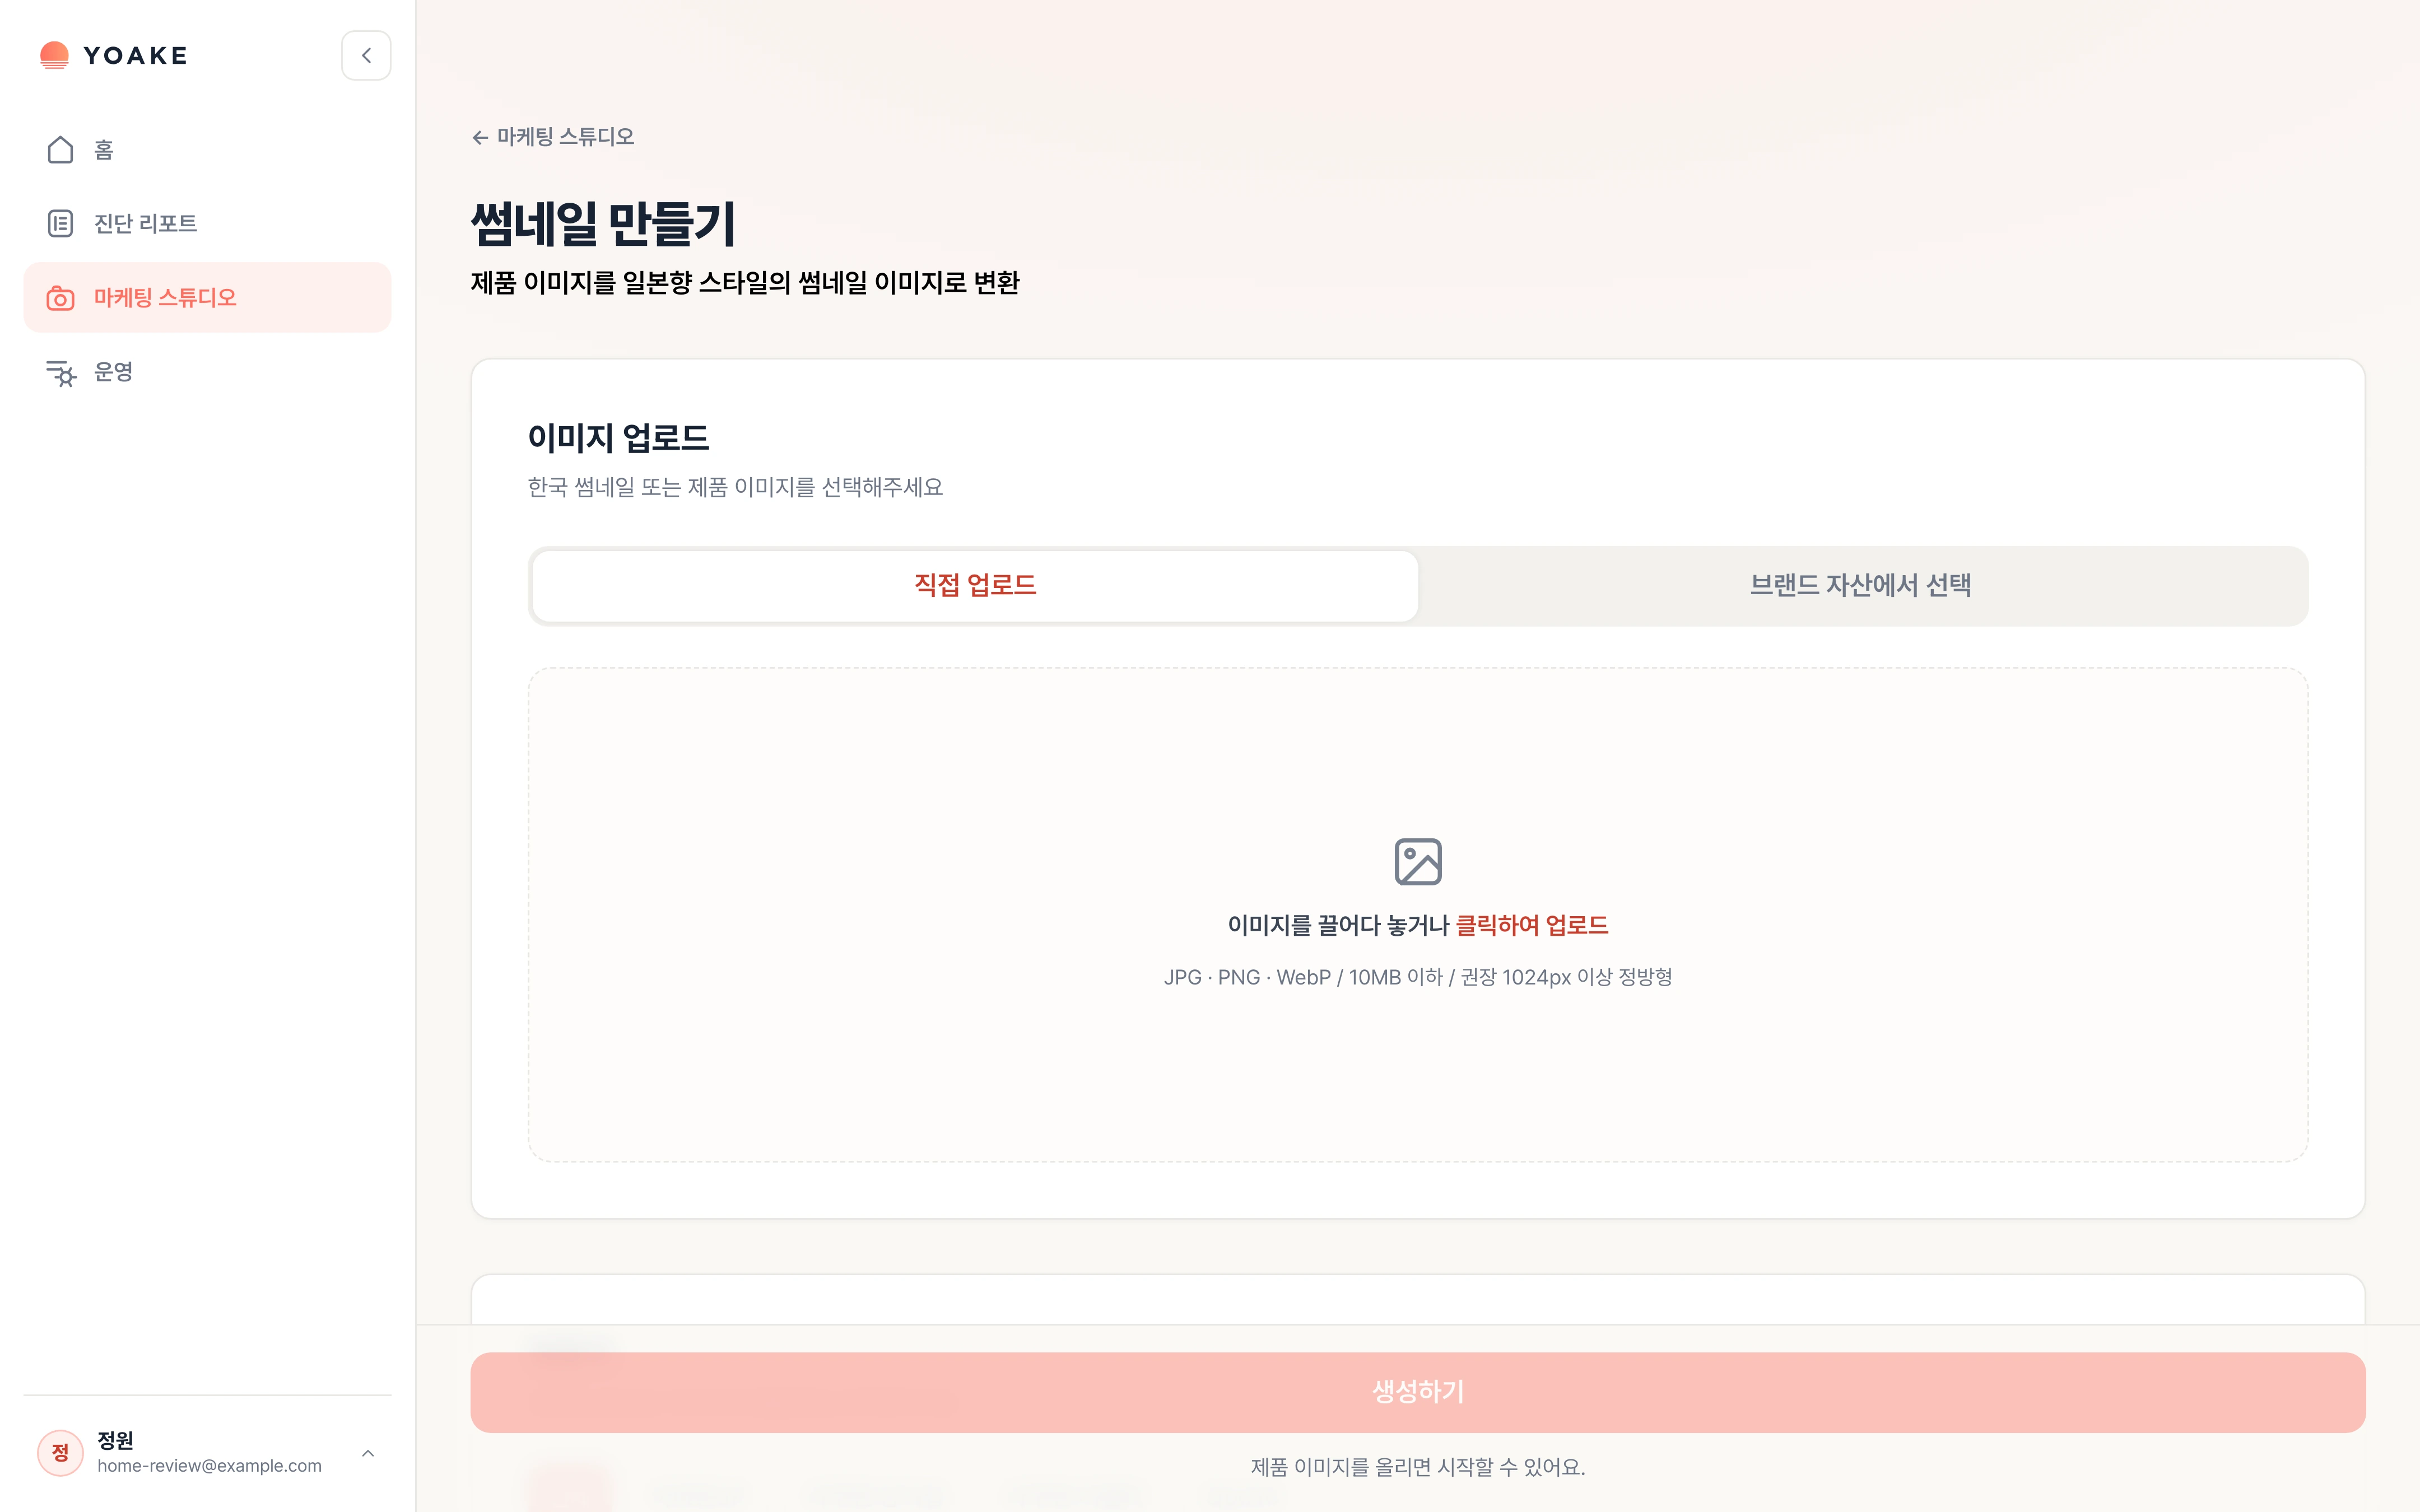 YOAKE
홈
진단 리포트
마케팅 스튜디오
운영
정
정원
home-review@example.com
← 마케팅 스튜디오
썸네일 만들기
제품 이미지를 일본향 스타일의 썸네일 이미지로 변환
이미지 업로드
한국 썸네일 또는 제품 이미지를 선택해주세요
직접 업로드
브랜드 자산에서 선택
이미지를 끌어다 놓거나 클릭하여 업로드
JPG · PNG · WebP / 10MB 이하 / 권장 1024px 이상 정방형
생성하기
제품 이미지를 올리면 시작할 수 있어요.